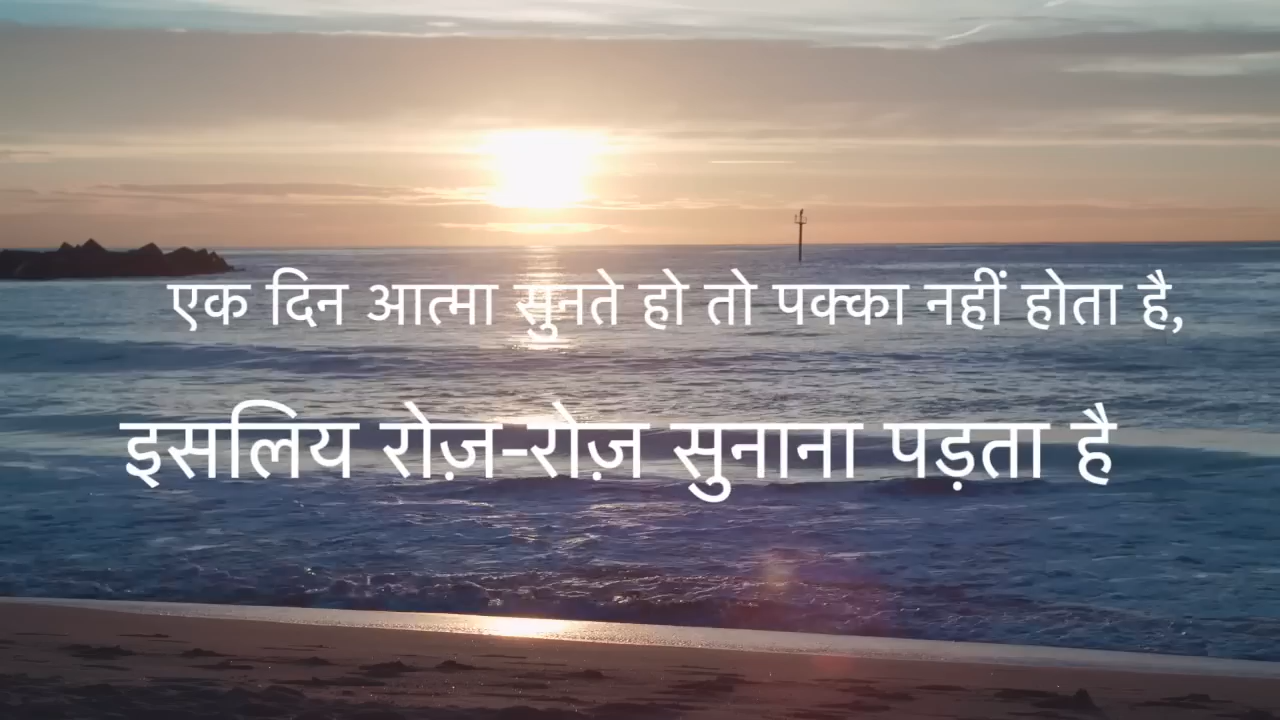 एक दिन आत्मा सुनते हो तो पक्का नहीं होता है,
इसलिय रोज़-रोज़ सुनाना पड़ता है